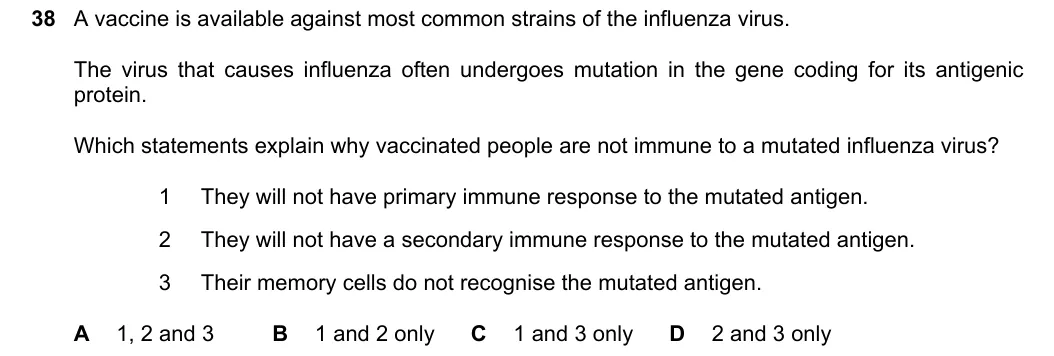 38 A vaccine is available against most common strains of the influenza virus.
The virus that causes influenza often undergoes mutation in the gene coding for its antigenic
protein.
Which statements explain why vaccinated people are not immune to a mutated influenza virus?
1 They will not have primary immune response to the mutated antigen.
2 They will not have a secondary immune response to the mutated antigen.
3 Their memory cells do not recognise the mutated antigen.
A 1, 2 and 3 B 1 and 2 only C 1 and 3 only D 2 and 3 only